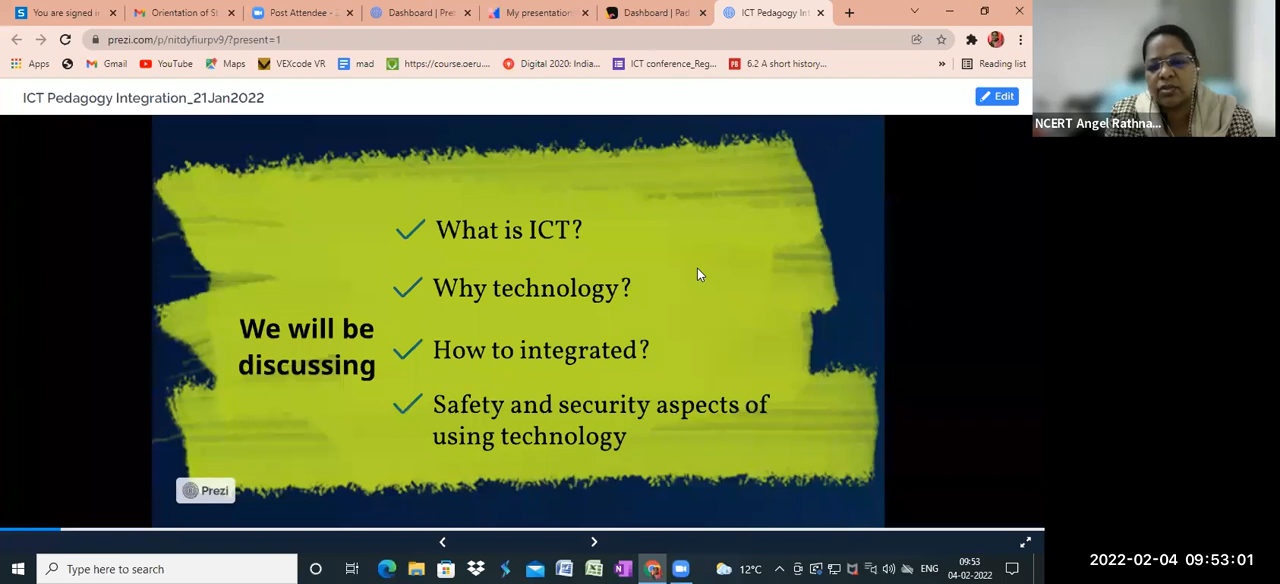 You are signed in
Orientation of St
Post Attendee - Z
Dashboard | Prez
My presentation
Dashboard | Pad
ICT Pedagogy Int
prezi.com/p/nitdyfiurpv9/?present=1
Apps
Gmail
YouTube
Maps
VEXcode VR
mad
https://course.oeru....
Digital 2020: India...
ICT conference_Reg...
6.2 A short history...
»
Reading list
ICT Pedagogy Integration_21Jan2022
Edit
NCERT Angel Rathna...
What is ICT?
Why technology?
We will be
discussing
How to integrated?
Safety and security aspects of
using technology
Prezi
Type here to search
12°C
ENG
09:53
04-02-2022
2022-02-04 09:53:01